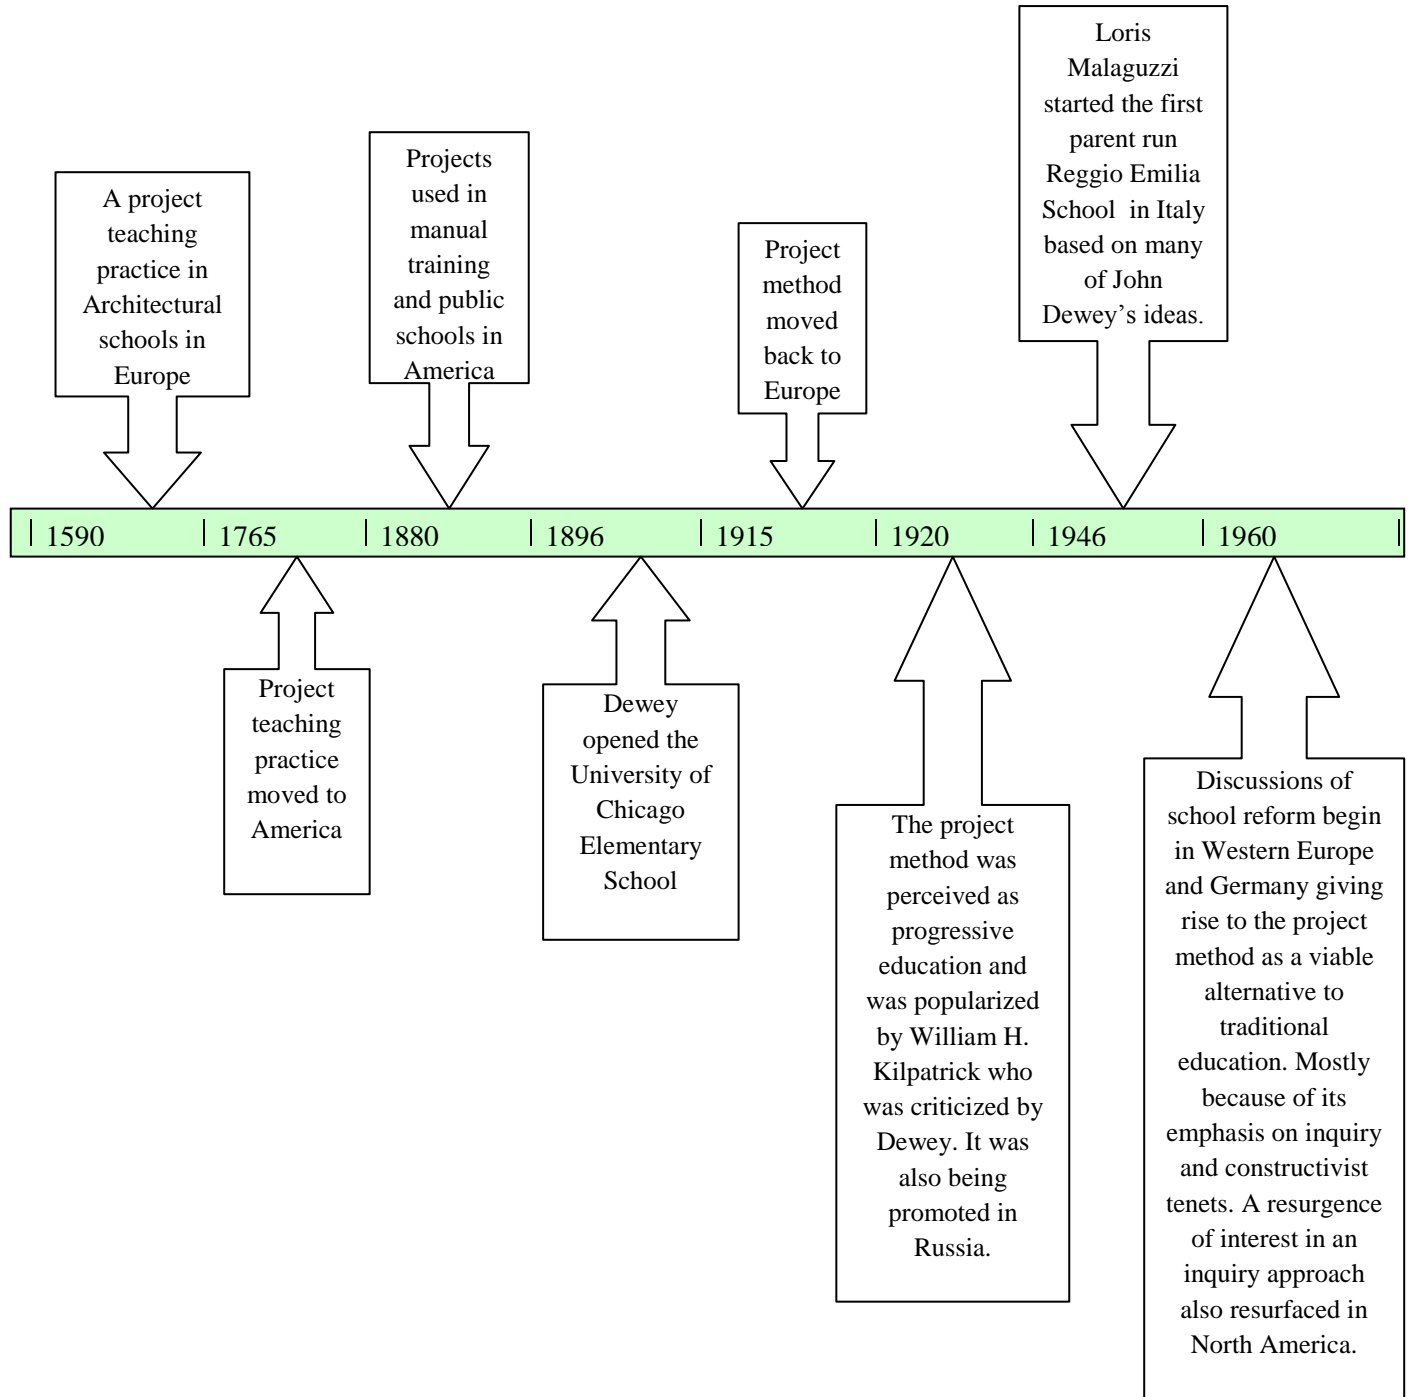 Loris
Malaguzzi
started the first
parent run
Reggio Emilia
School in Italy
based on many
of John
Dewey’s ideas.
Projects
used in
manual
training
and public
schools in
America
A project
teaching
practice in
Architectural
schools in
Europe
Project
method
moved
back to
Europe
1590 1765 1880 1896 1915 1920 1946 1960
Project
teaching
practice
moved to
America
Dewey
opened the
University of
Chicago
Elementary
School
The project
method was
perceived as
progressive
education and
was popularized
by William H.
Kilpatrick who
was criticized by
Dewey. It was
also being
promoted in
Russia.
Discussions of
school reform begin
in Western Europe
and Germany giving
rise to the project
method as a viable
alternative to
traditional
education. Mostly
because of its
emphasis on inquiry
and constructivist
tenets. A resurgence
of interest in an
inquiry approach
also resurfaced in
North America.